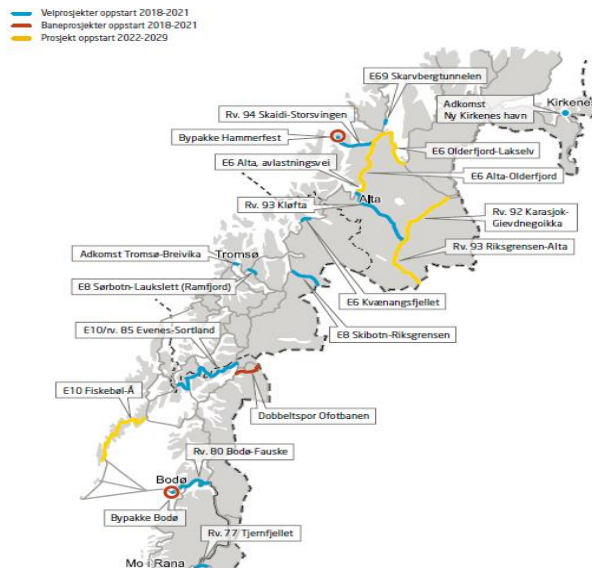 Velprosjekter oppstart 2018-2021
Baneprosjekter oppstart 2018-2021
Prosjekt oppstart 2022-2029
E69 Skarvbergtunnelen
Rv. 94 Skaidi-Storsvingen
Adkomst
Ny Kirkenes havn
Kirkenes
Bypakke Hammerfest
E6 Olderfjord-Lakselv
E6 Alta, avlastningsvei
E6 Alta-Olderfjord
Alta
Rv. 93 Kløfta
Rv. 92 Karasjok-
Gievdnegoikka
Rv. 93 Riksgrensen-Alta
Adkomst Tromsø-Breivika
Tromsø
E8 Sørbotn-Laukslett (Ramfjord)
E6 Kvænangsfjellet
E8 Skibotn-Riksgrensen
E10/rv. 85 Evenes-Sortland
E10 Fiskebøl-Å
Dobbeltspor Ofotbanen
Rv. 80 Bodø-Fauske
Bodø
Bypakke Bodø
Rv. 77 Tjernfjellet
Mo i Rana